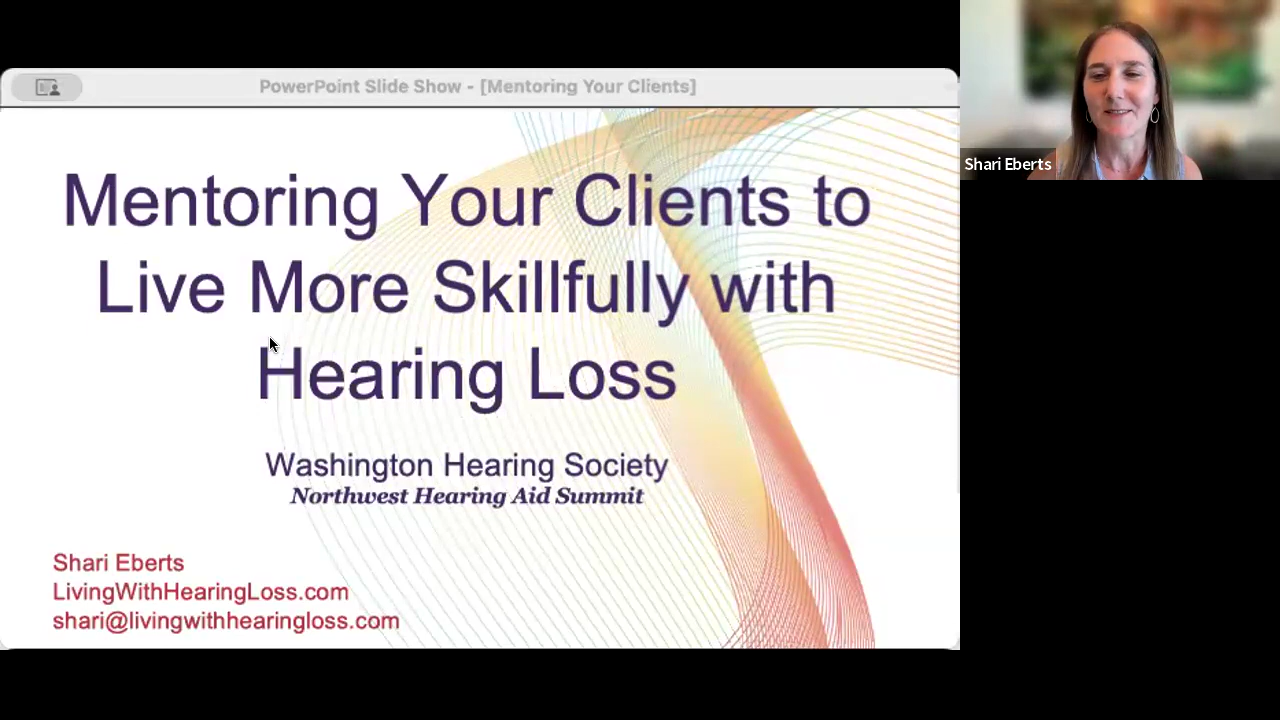 PowerPoint Slide Show - [Mentoring Your Clients]
Mentoring Your Clients to
Live More Skillfully with
Hearing Loss
Washington Hearing Society
Northwest Hearing Aid Summit
Shari Eberts
LivingWithHearingLoss.com
shari@livingwithhearingloss.com
Shari Eberts